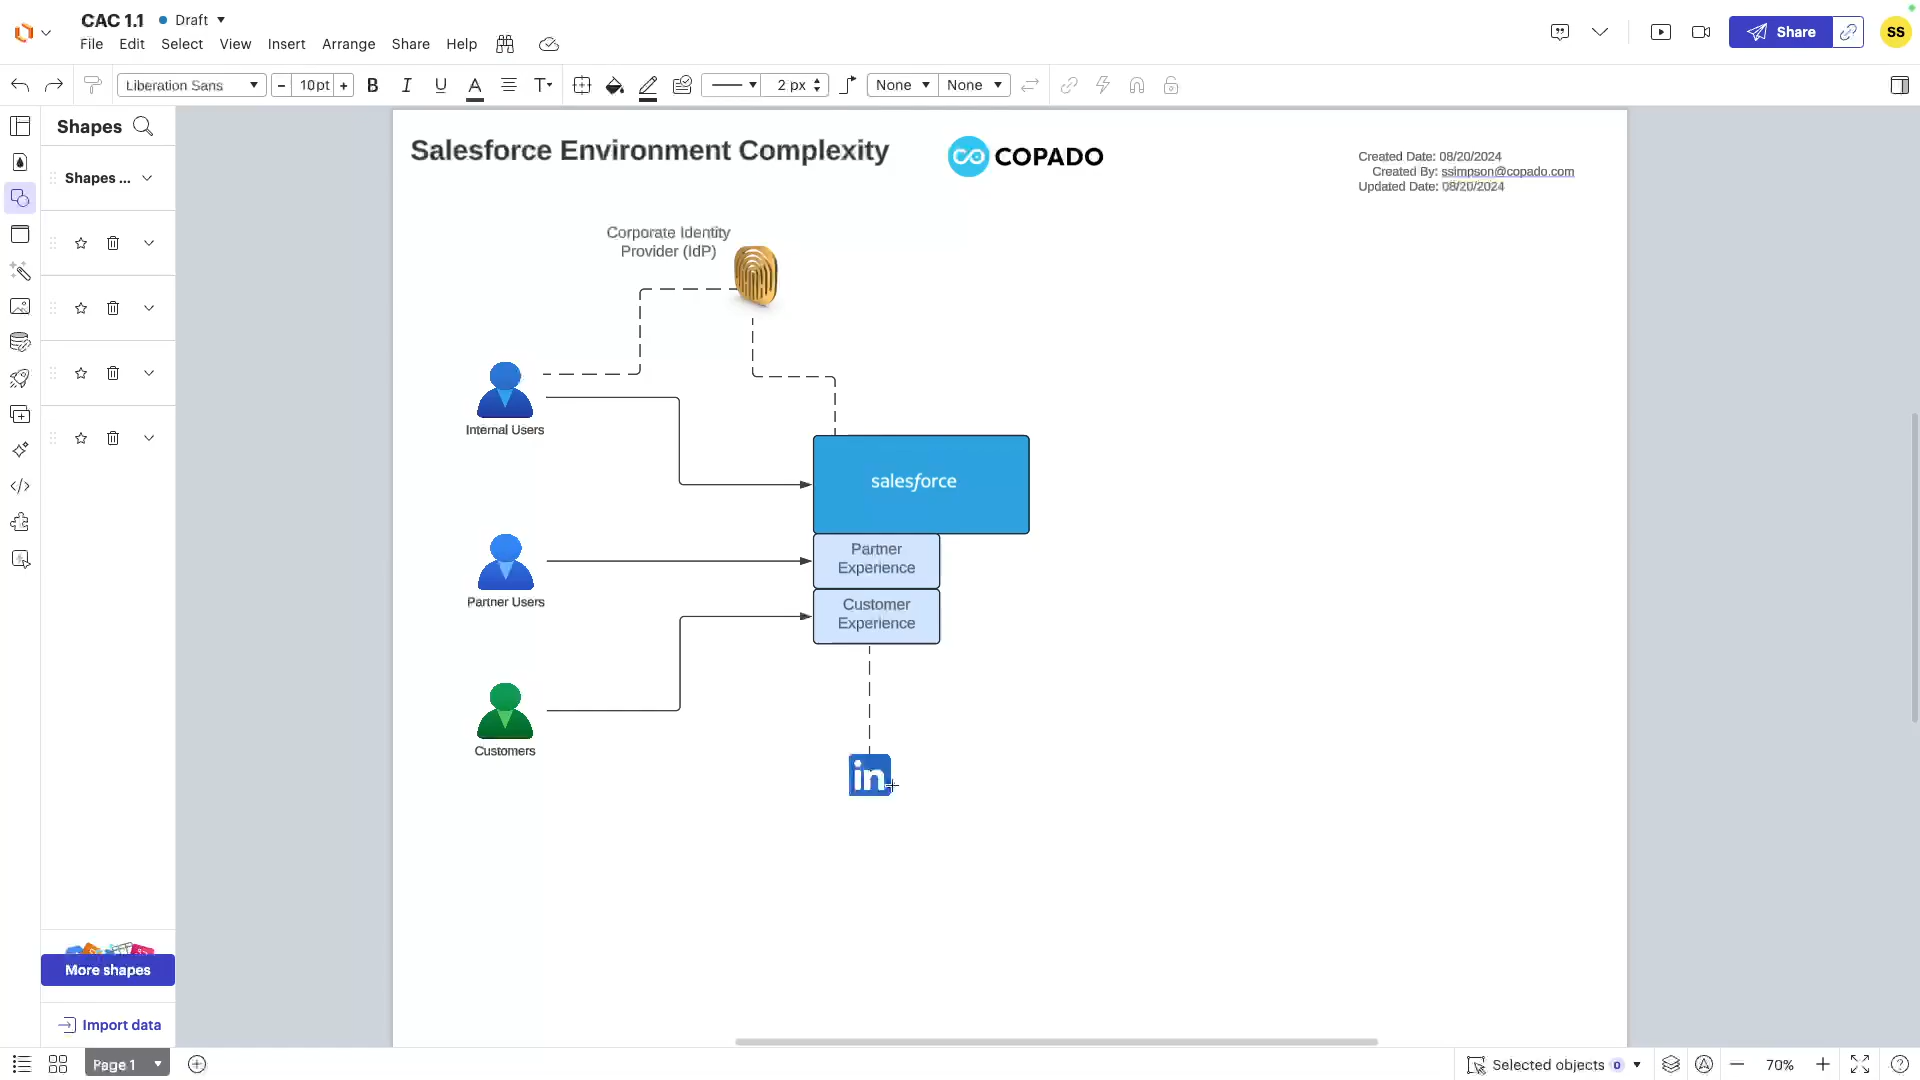 CAC 1.1
Draft
File Edit Select View Insert Arrange Share Help
Share
SS
Liberation Sans
- 10 pt +
B I U A T
2 px
None
None
Shapes
Shapes ...
More shapes
Import data
Salesforce Environment Complexity
COPADO
Created Date: 08/20/2024
Created By: ssimpson@copado.com
Updated Date: 08/20/2024
Corporate Identity
Provider (IdP)
Internal Users
salesforce
Partner
Experience
Partner Users
Customer
Experience
Customers
in
Page 1
Selected objects 0
70%